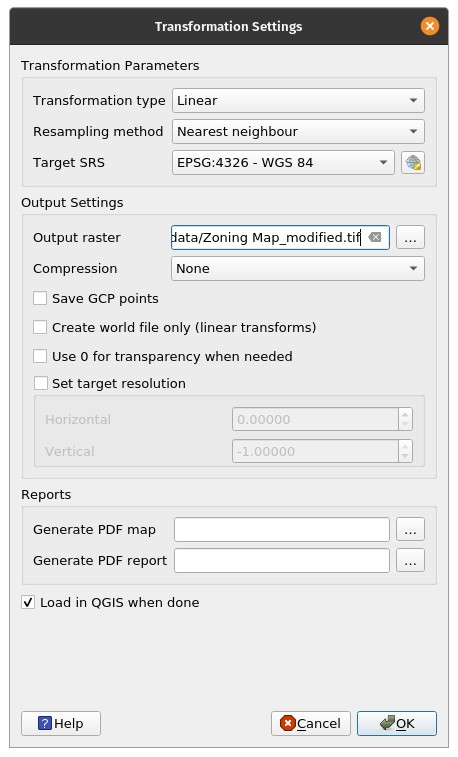 Transformation Settings
Transformation Parameters
Transformation type Linear
Resampling method Nearest neighbour
Target SRS EPSG:4326 - WGS 84
Output Settings
Output raster data/Zoning Map_modified.tif ...
Compression None
Save GCP points
Create world file only (linear transforms)
Use 0 for transparency when needed
Set target resolution
Horizontal 0.00000
Vertical -1.00000
Reports
Generate PDF map ...
Generate PDF report ...
Load in QGIS when done
? Help Cancel OK